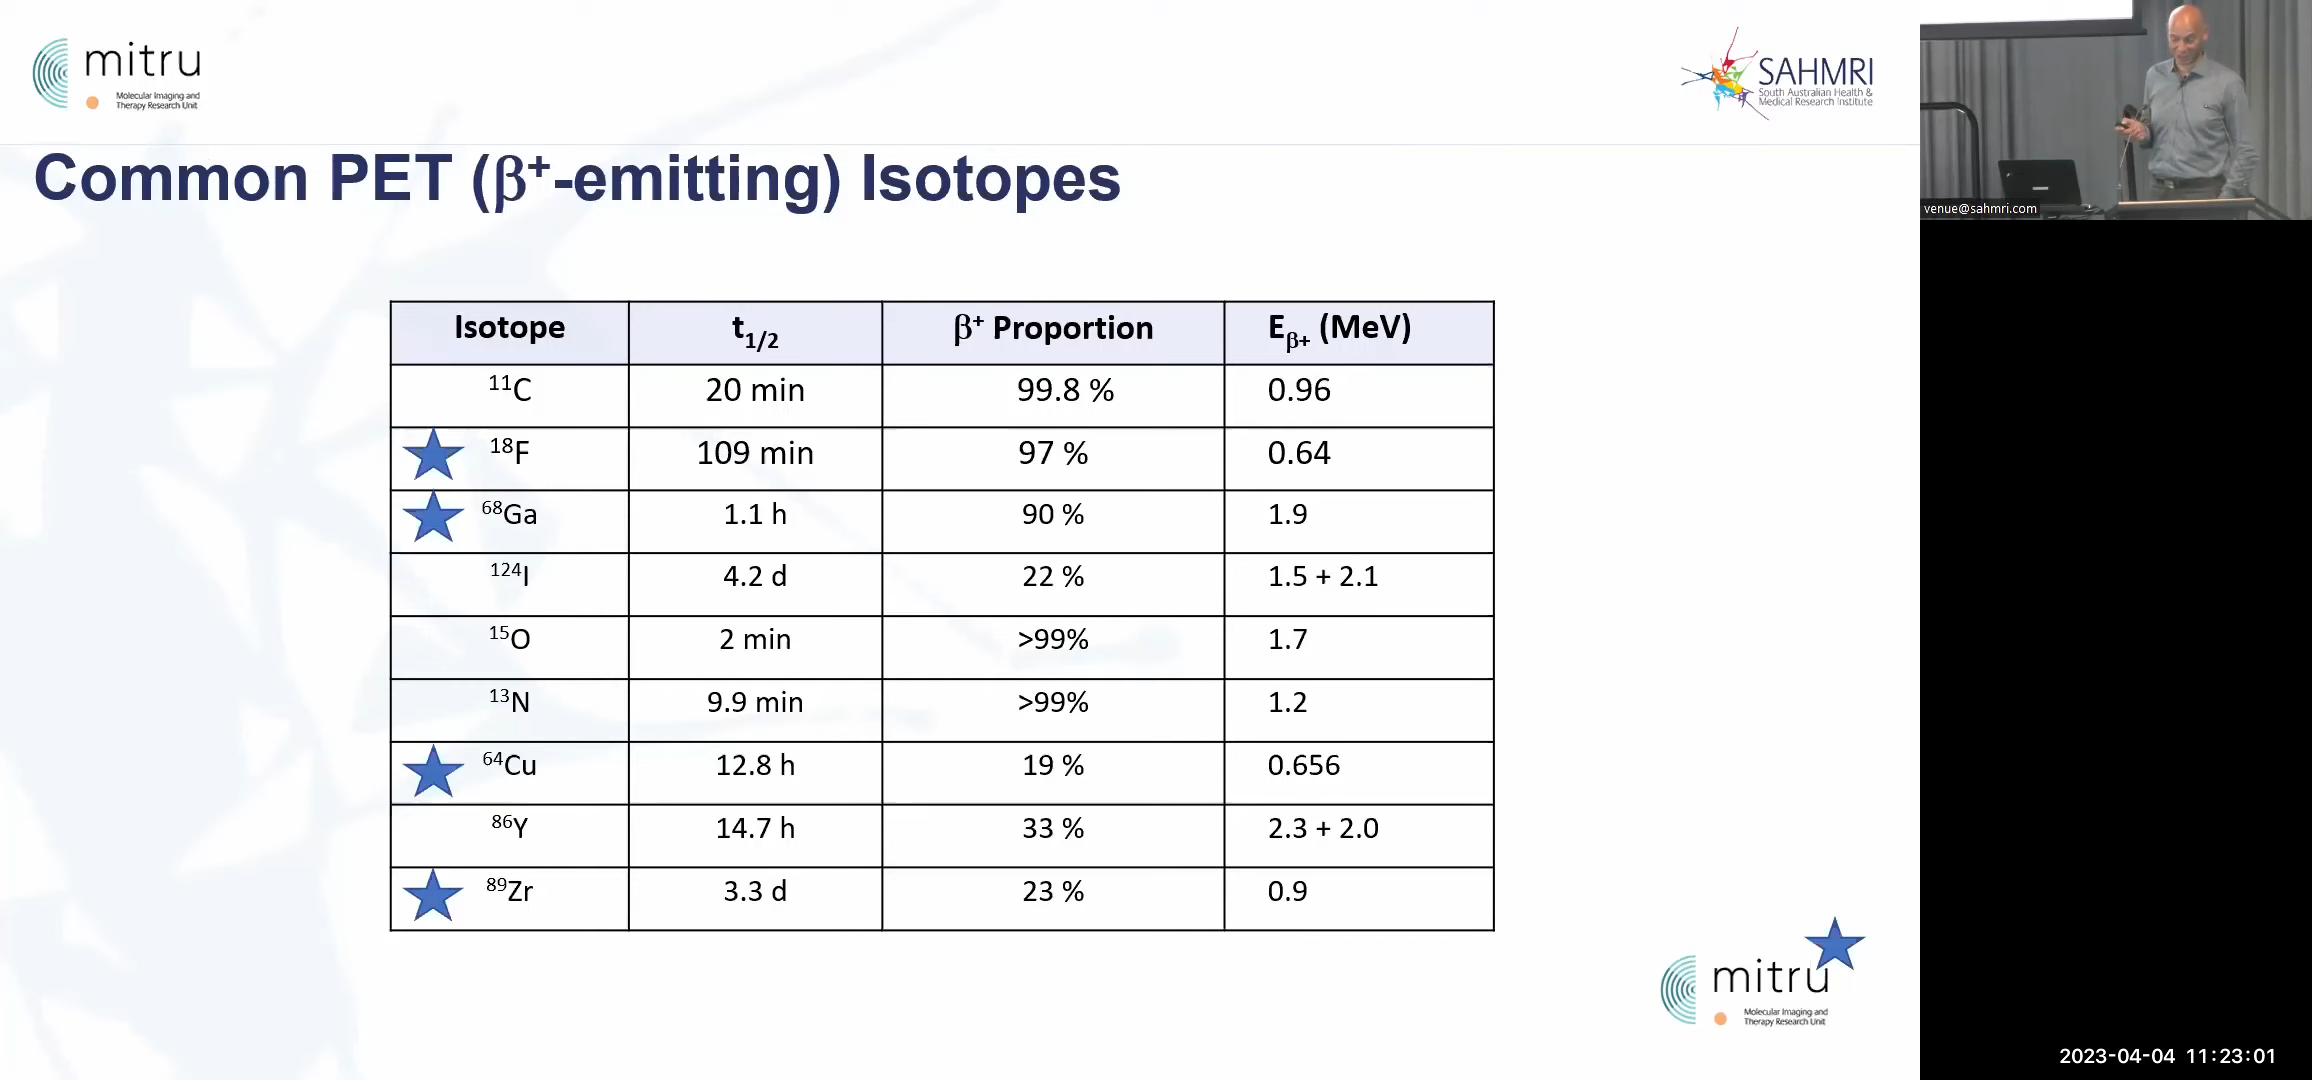 mitru
Molecular Imaging and
Therapy Research Unit
SAHMRI
South Australian Health &
Medical Research Institute
venue@sahmri.com
Common PET (β⁺-emitting) Isotopes
Isotope t₁/₂ β⁺ Proportion Eᵦ₊ (MeV)
¹¹C 20 min 99.8 % 0.96
¹⁸F 109 min 97 % 0.64
⁶⁸Ga 1.1 h 90 % 1.9
¹²⁴I 4.2 d 22 % 1.5 + 2.1
¹⁵O 2 min >99% 1.7
¹³N 9.9 min >99% 1.2
⁶⁴Cu 12.8 h 19 % 0.656
⁸⁶Y 14.7 h 33 % 2.3 + 2.0
⁸⁹Zr 3.3 d 23 % 0.9
mitru
Molecular Imaging and
Therapy Research Unit
2023-04-04 11:23:01